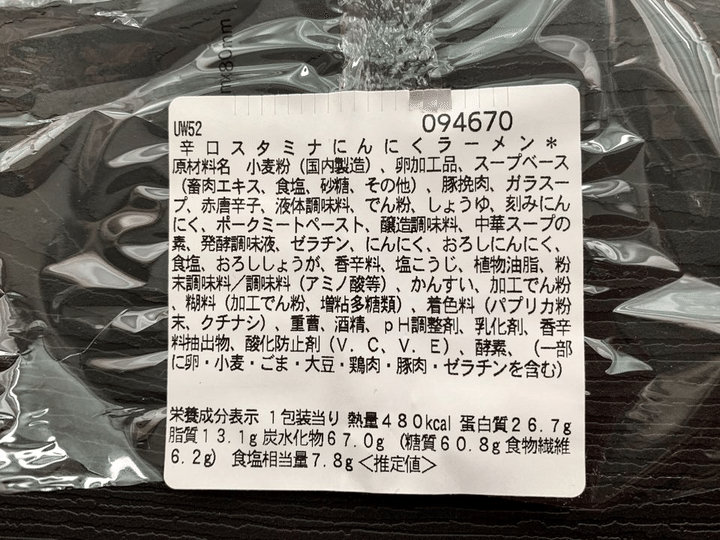 mk80mm
UW52
094670
辛口スタミナにんにくラーメン*
原材料名 小麦粉(国内製造)、卵加工品、スープベース
(畜肉エキス、食塩、砂糖、その他)、豚挽肉、ガラスー
プ、赤唐辛子、液体調味料、でん粉、しょうゆ、刻みにん
にく、ポークミートペースト、醸造調味料、中華スープの
素、発酵調味液、ゼラチン、にんにく、おろしにんにく、
食塩、おろししょうが、香辛料、塩こうじ、植物油脂、粉
末調味料/調味料(アミノ酸等)、かんすい、加工でん粉
、糊料(加工でん粉、増粘多糖類)、着色料(パプリカ粉
末、クチナシ)、重曹、酒精、pH調整剤、乳化剤、香辛
料抽出物、酸化防止剤(V.C、V.E)、酵素、(一部
に卵・小麦・ごま・大豆・鶏肉・豚肉・ゼラチンを含む)
栄養成分表示 1包装当り 熱量480kcal 蛋白質26.7g
脂質13.1g 炭水化物67.0g (糖質60.8g 食物繊維
6.2g) 食塩相当量7.8g<推定値>